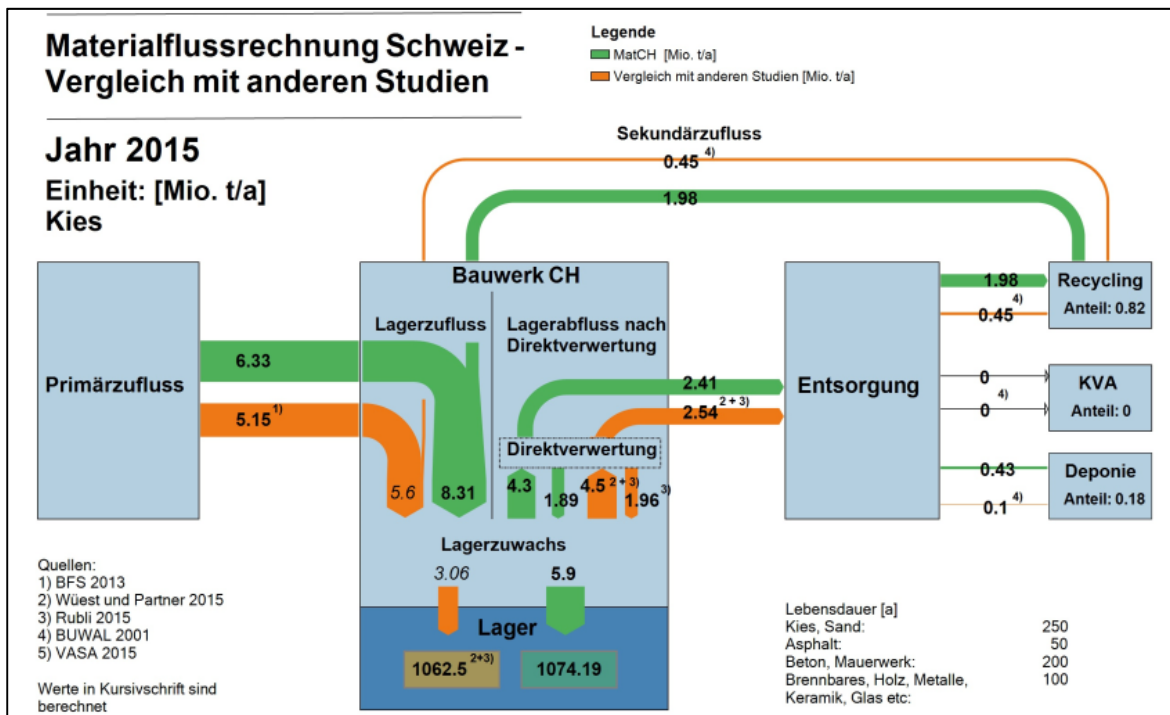 Materialflussrechnung Schweiz -
Vergleich mit anderen Studien
Jahr 2015
Einheit: [Mio. t/a]
Kies
Legende
MatCH [Mio. t/a]
Vergleich mit anderen Studien [Mio. t/a]
Sekundärzufluss
0.45 4)
1.98
Primärzufluss
6.33
5.15 1)
Bauwerk CH
Lagerzufluss
Lagerabfluss nach
Direktverwertung
5.6
8.31
Direktverwertung
4.3
1.89
4.5 2 + 3)
1.96 3)
2.41
2.54 2 + 3)
Lagerzuwachs
3.06
5.9
Lager
1062.5 2+3)
1074.19
Entsorgung
1.98
0.45 4)
0
0 4)
0.43
0.1 4)
Recycling
Anteil: 0.82
KVA
Anteil: 0
Deponie
Anteil: 0.18
Quellen:
1) BFS 2013
2) Wüest und Partner 2015
3) Rubli 2015
4) BUWAL 2001
5) VASA 2015
Werte in Kursivschrift sind
berechnet
Lebensdauer [a]
Kies, Sand: 250
Asphalt: 50
Beton, Mauerwerk: 200
Brennbares, Holz, Metalle, 100
Keramik, Glas etc: